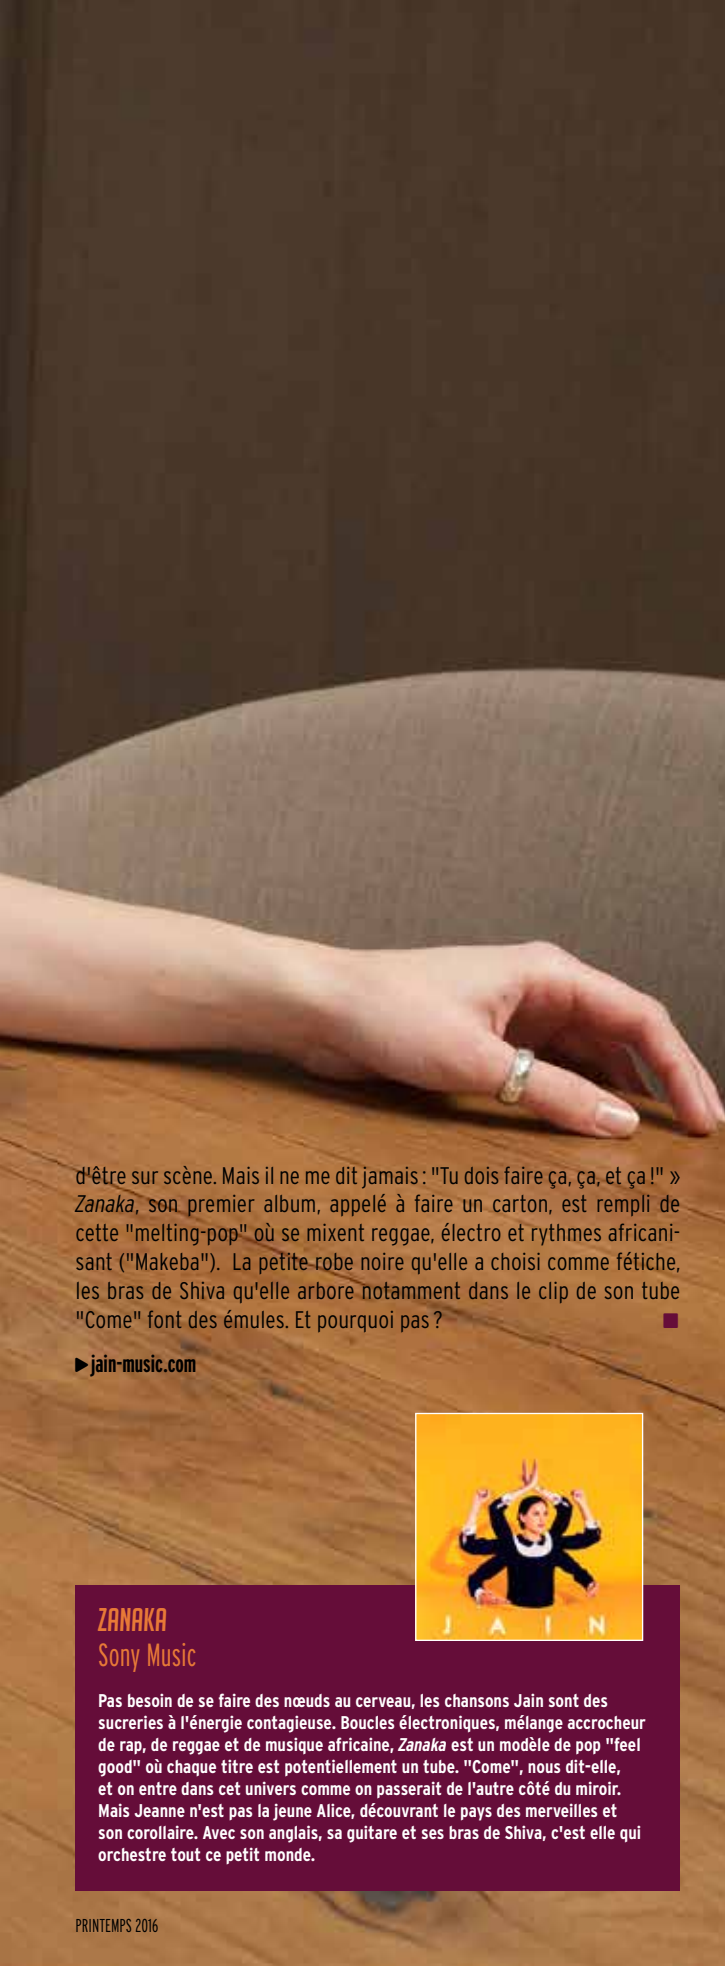 d'être sur scène. Mais il ne me dit jamais : "Tu dois faire ça, ça, et ça !" »
Zanaka, son premier album, appelé à faire un carton, est rempli de
cette "melting-pop" où se mixent reggae, électro et rythmes africani-
sant ("Makeba"). La petite robe noire qu'elle a choisi comme fétiche,
les bras de Shiva qu'elle arbore notamment dans le clip de son tube
"Come" font des émules. Et pourquoi pas ?
jain-music.com
JAIN
ZANAKA
Sony Music
Pas besoin de se faire des nœuds au cerveau, les chansons Jain sont des
sucreries à l'énergie contagieuse. Boucles électroniques, mélange accrocheur
de rap, de reggae et de musique africaine, Zanaka est un modèle de pop "feel
good" où chaque titre est potentiellement un tube. "Come", nous dit-elle,
et on entre dans cet univers comme on passerait de l'autre côté du miroir.
Mais Jeanne n'est pas la jeune Alice, découvrant le pays des merveilles et
son corollaire. Avec son anglais, sa guitare et ses bras de Shiva, c'est elle qui
orchestre tout ce petit monde.
PRINTEMPS 2016